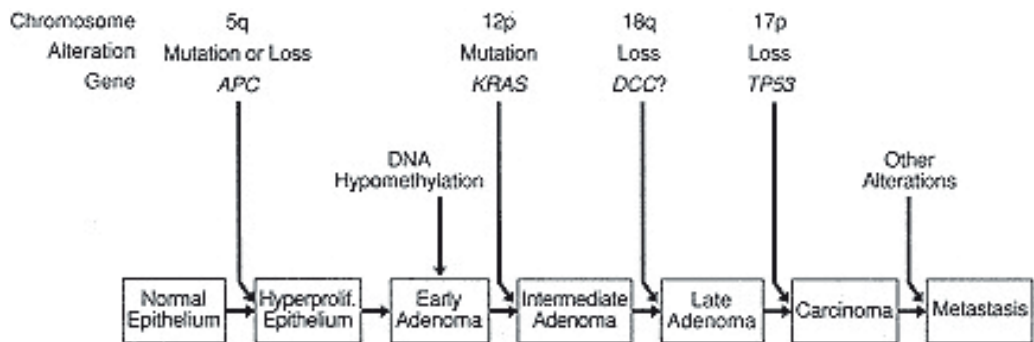 Chromosome 5q 12p 18q 17p
Alteration Mutation or Loss Mutation Loss Loss
Gene APC KRAS DCC? TP53
DNA
Hypomethylation
Other
Alterations
Normal
Epithelium
Hyperprolif.
Epithelium
Early
Adenoma
Intermediate
Adenoma
Late
Adenoma
Carcinoma
Metastasis